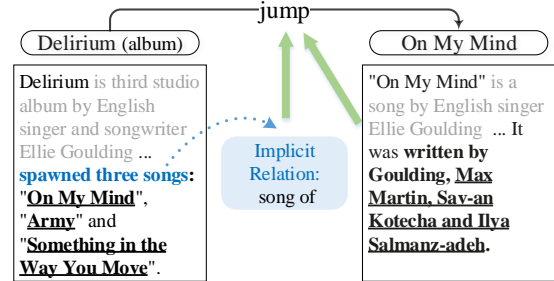 jump
Delirium (album)
On My Mind
Delirium is third studio
album by English
singer and songwriter
Ellie Goulding ...
spawned three songs:
"On My Mind",
"Army" and
"Something in the
Way You Move".
Implicit
Relation:
song of
"On My Mind" is a
song by English singer
Ellie Goulding ... It
was written by
Goulding, Max
Martin, Sav-an
Kotecha and Ilya
Salmanz-adeh.